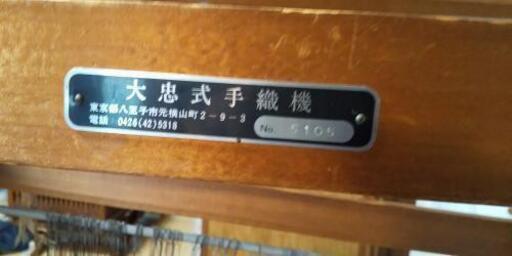 大忠式手織機
東京都八王子市元横山町2-9-3
電話 0426(42)5318
No. 5105